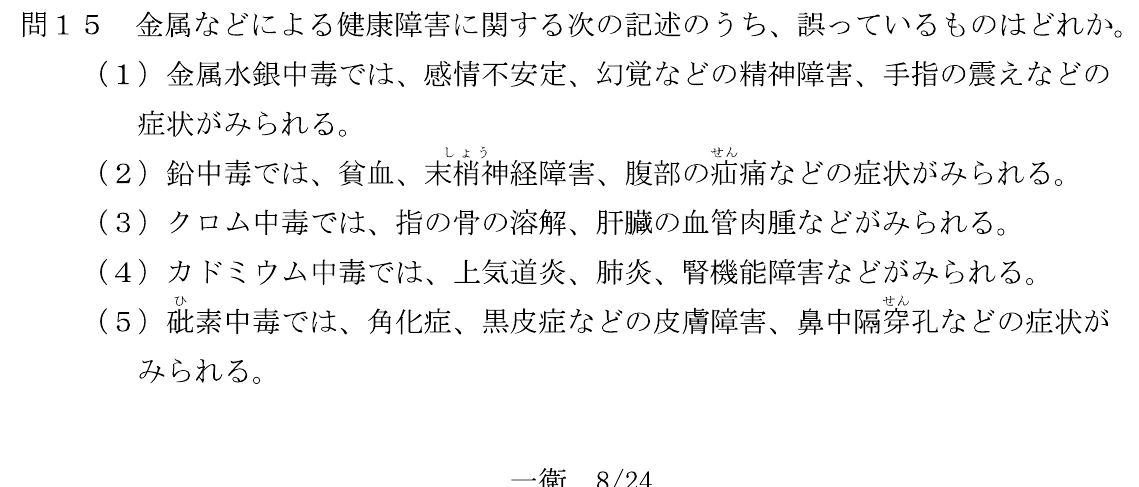 問１５　金属などによる健康障害に関する次の記述のうち、誤っているものはどれか。
（１）金属水銀中毒では、感情不安定、幻覚などの精神障害、手指の震えなどの
症状がみられる。
しょう　せん
（２）鉛中毒では、貧血、末梢神経障害、腹部の疝痛などの症状がみられる。
（３）クロム中毒では、指の骨の溶解、肝臓の血管肉腫などがみられる。
（４）カドミウム中毒では、上気道炎、肺炎、腎機能障害などがみられる。
ひ　せん
（５）砒素中毒では、角化症、黒皮症などの皮膚障害、鼻中隔穿孔などの症状が
みられる。
一衛　8/24